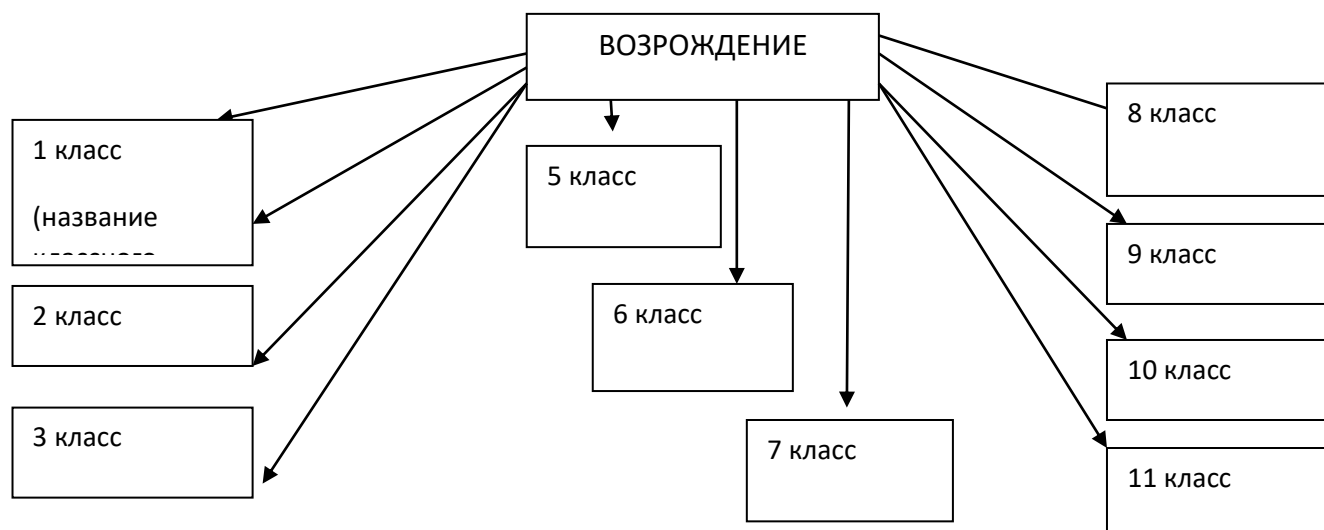 ВОЗРОЖДЕНИЕ
1 класс
(название
2 класс
3 класс
5 класс
6 класс
7 класс
8 класс
9 класс
10 класс
11 класс